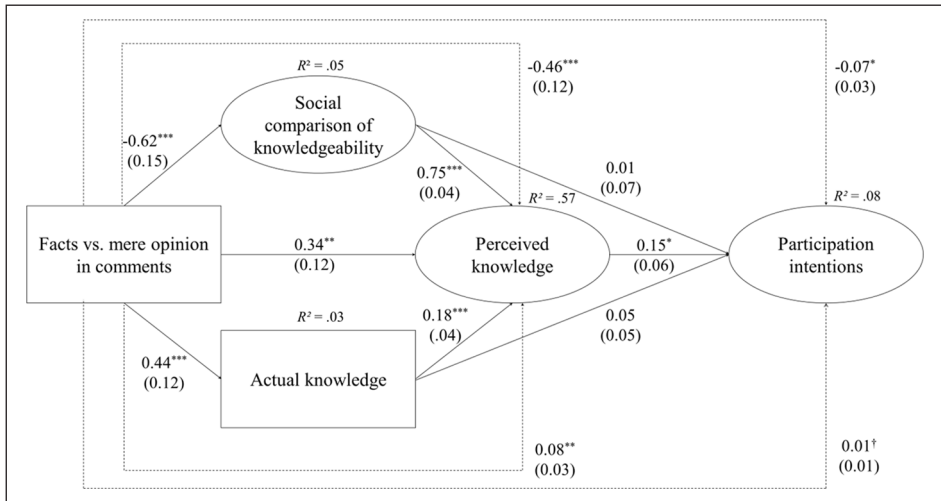 R² = .05
-0.46***
(0.12)
-0.07*
(0.03)
Social
comparison of
knowledgeability
-0.62***
(0.15)
0.75***
(0.04)
0.01
(0.07)
R² = .57
R² = .08
Facts vs. mere opinion
in comments
0.34**
(0.12)
Perceived
knowledge
0.15*
(0.06)
Participation
intentions
R² = .03
0.18***
(.04)
0.05
(0.05)
0.44***
(0.12)
Actual knowledge
0.08**
(0.03)
0.01†
(0.01)